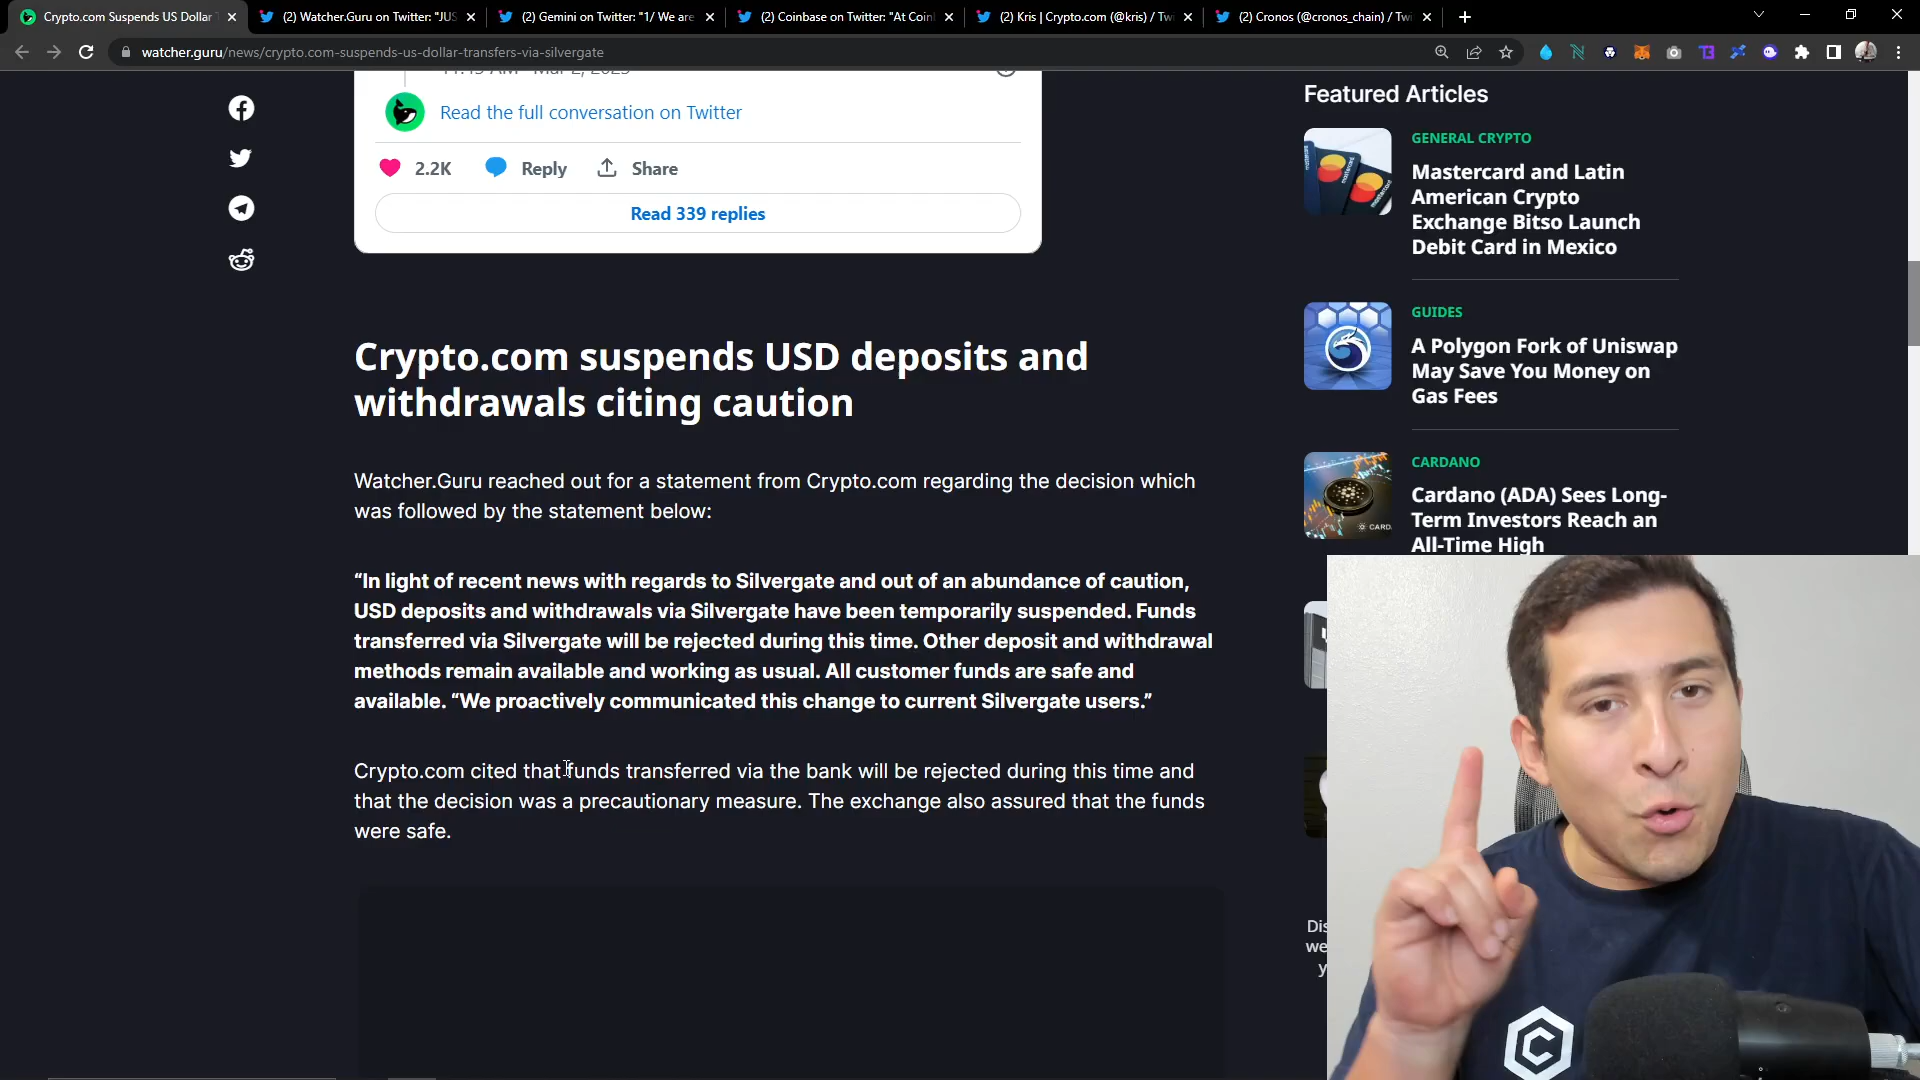 Crypto.com Suspends US Dollar
(2) Watcher.Guru on Twitter: "JUS
(2) Gemini on Twitter: "1/ We are
(2) Coinbase on Twitter: "At Coin
(2) Kris | Crypto.com (@kris) / Tw
(2) Cronos (@cronos_chain) / Twi
watcher.guru/news/crypto.com-suspends-us-dollar-transfers-via-silvergate
Read the full conversation on Twitter
2.2K
Reply
Share
Read 339 replies
Crypto.com suspends USD deposits and
withdrawals citing caution
Watcher.Guru reached out for a statement from Crypto.com regarding the decision which
was followed by the statement below:
“In light of recent news with regards to Silvergate and out of an abundance of caution,
USD deposits and withdrawals via Silvergate have been temporarily suspended. Funds
transferred via Silvergate will be rejected during this time. Other deposit and withdrawal
methods remain available and working as usual. All customer funds are safe and
available. “We proactively communicated this change to current Silvergate users.”
Crypto.com cited that funds transferred via the bank will be rejected during this time and
that the decision was a precautionary measure. The exchange also assured that the funds
were safe.
Featured Articles
GENERAL CRYPTO
Mastercard and Latin
American Crypto
Exchange Bitso Launch
Debit Card in Mexico
GUIDES
A Polygon Fork of Uniswap
May Save You Money on
Gas Fees
CARDANO
Cardano (ADA) Sees Long-
Term Investors Reach an
All-Time High